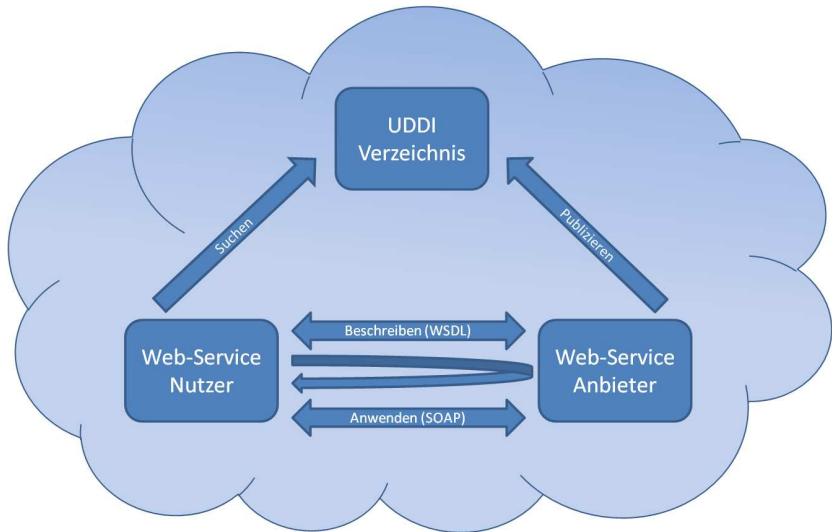 UDDI
Verzeichnis
Suchen
Publizieren
Beschreiben (WSDL)
Web-Service
Nutzer
Web-Service
Anbieter
Anwenden (SOAP)